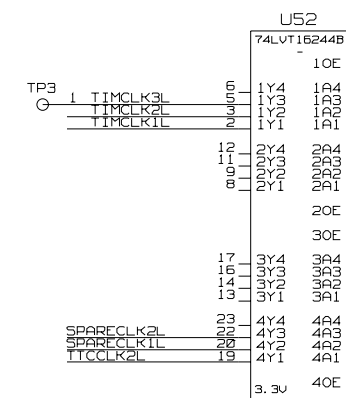 U52
74LVT16244B
-
1OE
TP3
6 1Y4 1A4
1 TIMCLK3L 5 1Y3 1A3
TIMCLK2L 3 1Y2 1A2
TIMCLK1L 2 1Y1 1A1
12 2Y4 2A4
11 2Y3 2A3
9 2Y2 2A2
8 2Y1 2A1
2OE
3OE
17 3Y4 3A4
16 3Y3 3A3
14 3Y2 3A2
13 3Y1 3A1
23 4Y4 4A4
SPARECLK2L 22 4Y3 4A3
SPARECLK1L 20 4Y2 4A2
TTCCLK2L 19 4Y1 4A1
4OE
3.3V